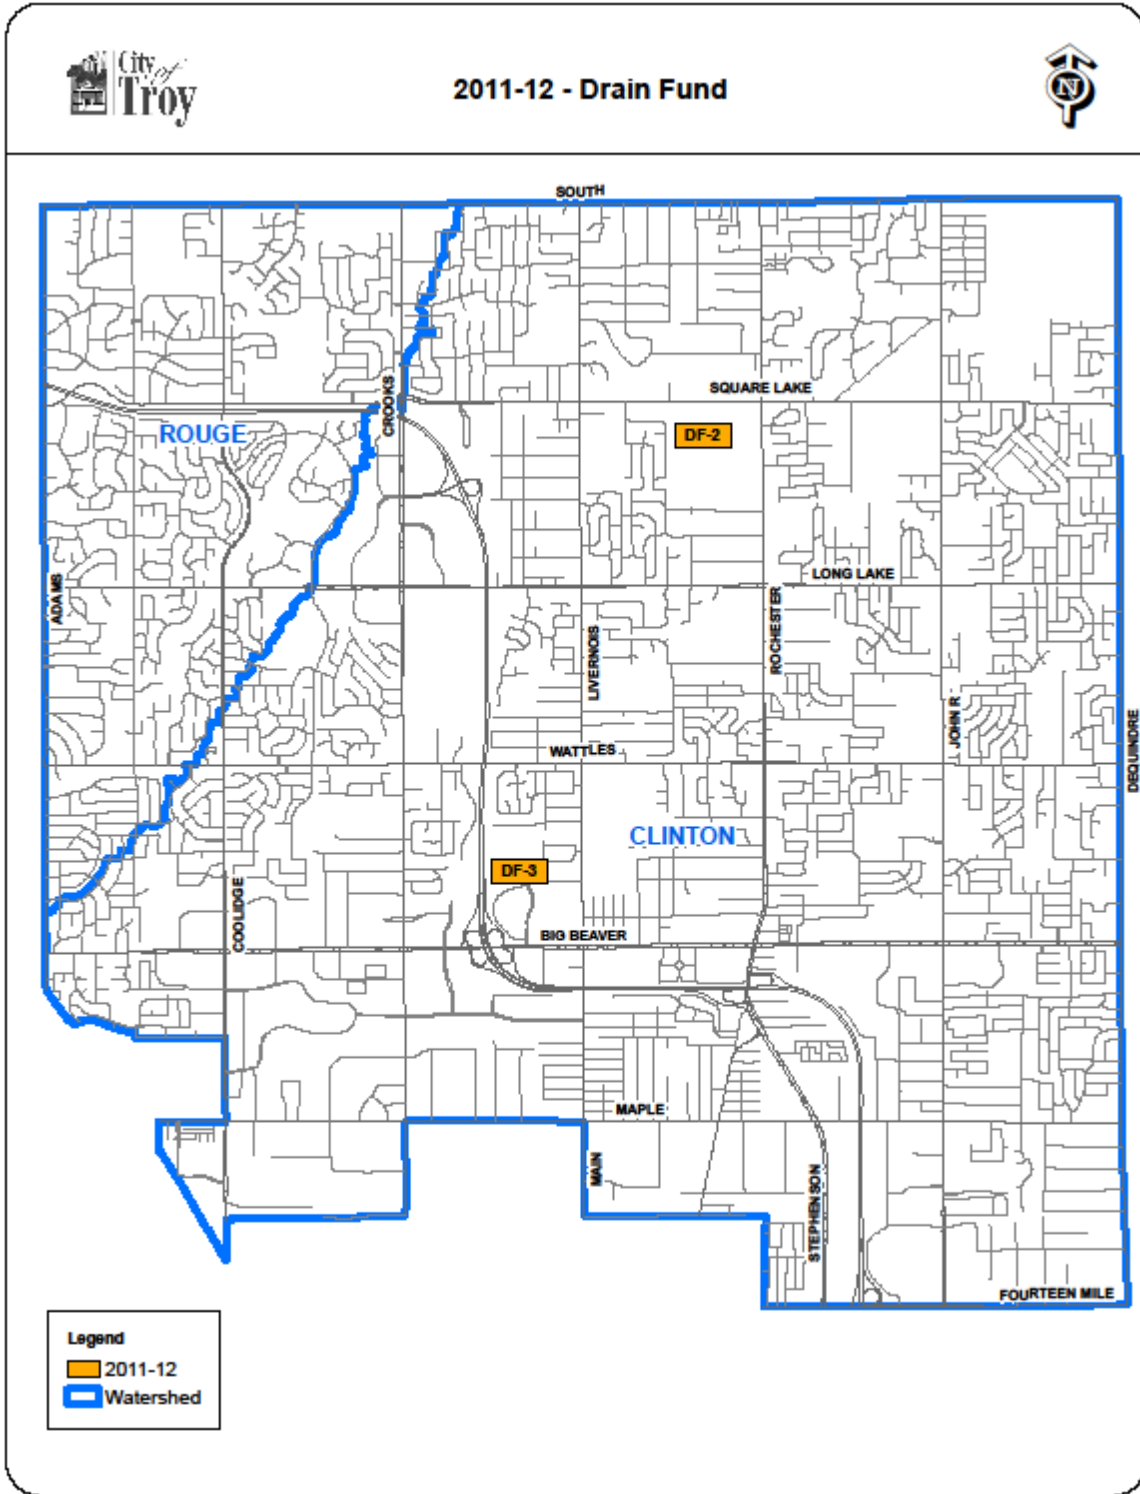 City of
Troy
2011-12 - Drain Fund
N
SOUTH
SQUARE LAKE
CROOKS
ROUGE
DF-2
LONG LAKE
ADAMS
ROCHESTER
LIVERNOIS
JOHN R
DEQUINDRE
WATTLES
CLINTON
DF-3
COOLIDGE
BIG BEAVER
MAPLE
MAIN
STEPHENSON
FOURTEEN MILE
Legend
2011-12
Watershed